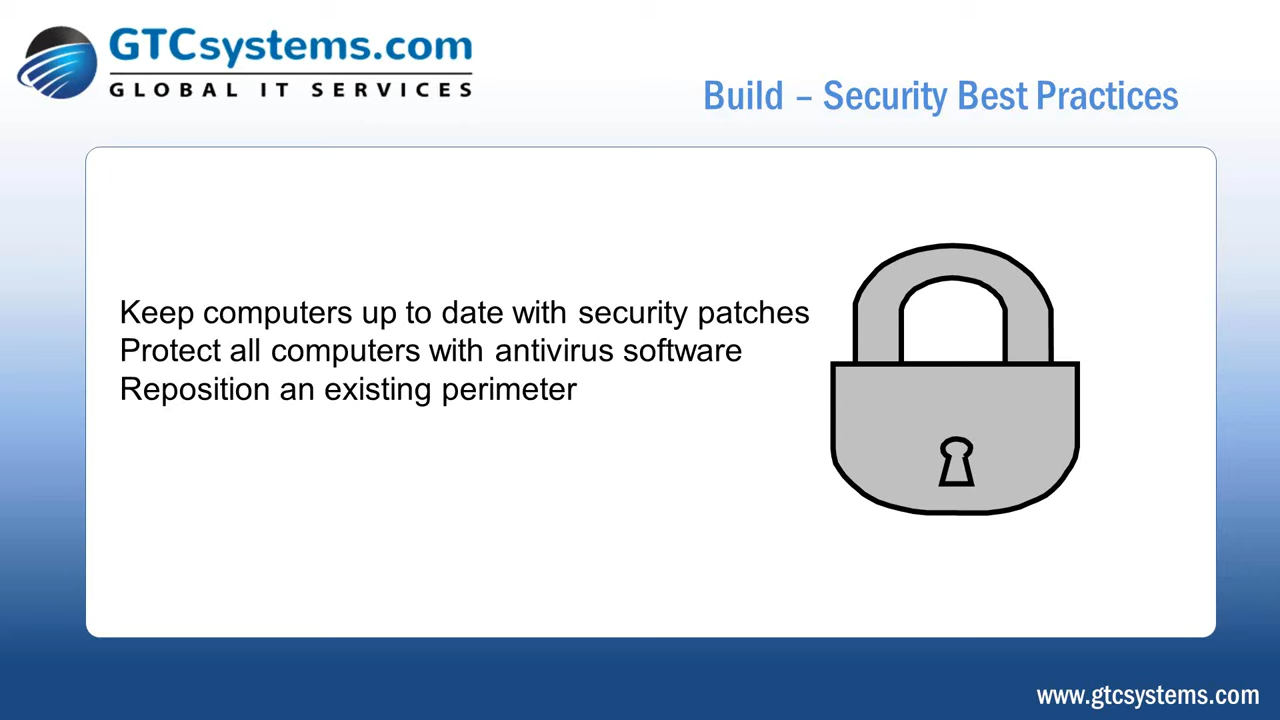 GTCsystems.com
GLOBAL IT SERVICES
Build – Security Best Practices
Keep computers up to date with security patches
Protect all computers with antivirus software
Reposition an existing perimeter
www.gtcsystems.com